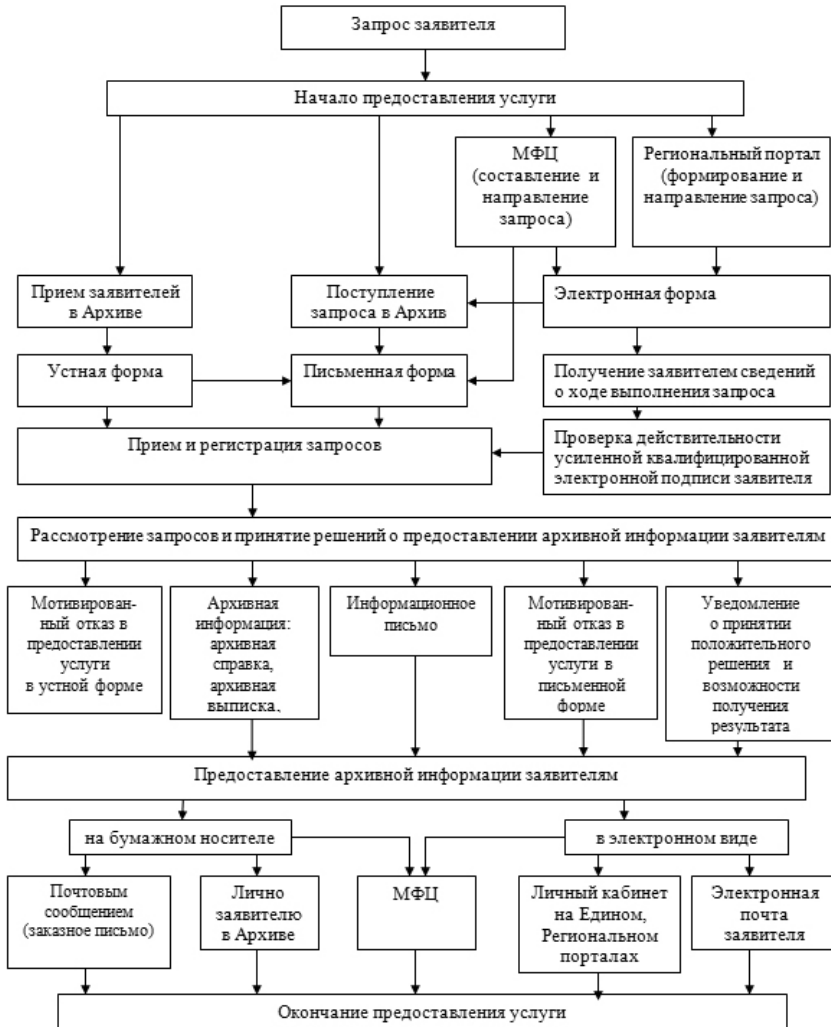 Запрос заявителя
Начало предоставления услуги
МФЦ
(составление и
направление
запроса)
Региональный портал
(формирование и
направление запроса)
Прием заявителей
в Архиве
Поступление
запроса в Архив
Электронная форма
Устная форма
Письменная форма
Получение заявителем сведений
о ходе выполнения запроса
Прием и регистрация запросов
Проверка действительности
усиленной квалифицированной
электронной подписи заявителя
Рассмотрение запросов и принятие решений о предоставлении архивной информации заявителям
Мотивирован-
ный отказ в
предоставлении
услуги
в устной форме
Архивная
информация:
архивная
справка,
архивная
выписка,
Информационное
письмо
Мотивирован-
ный отказ в
предоставлении
услуги в
письменной
форме
Уведомление
о принятии
положительного
решения и
возможности
получения
результата
Предоставление архивной информации заявителям
на бумажном носителе
в электронном виде
Почтовым
сообщением
(заказное письмо)
Лично
заявителю
в Архиве
МФЦ
Личный кабинет
на Едином,
Региональном
порталах
Электронная
почта
заявителя
Окончание предоставления услуги